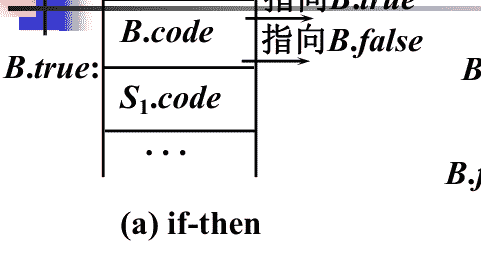 指向B.true
B.code
指向B.false
B.true:
B
S₁.code
...
B.f
(a) if-then